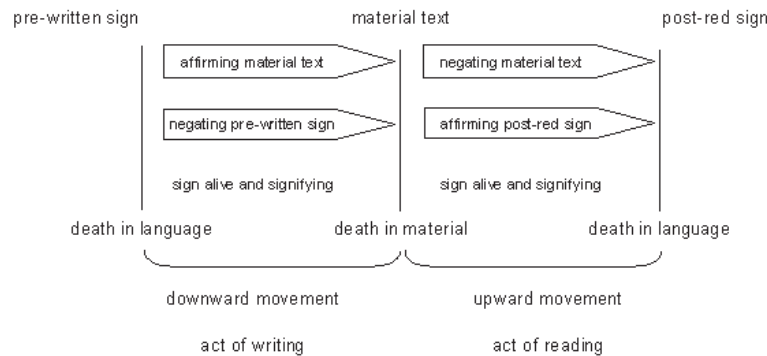 pre-written sign material text post-red sign
affirming material text negating material text
negating pre-written sign affirming post-red sign
sign alive and signifying sign alive and signifying
death in language death in material death in language
downward movement upward movement
act of writing act of reading